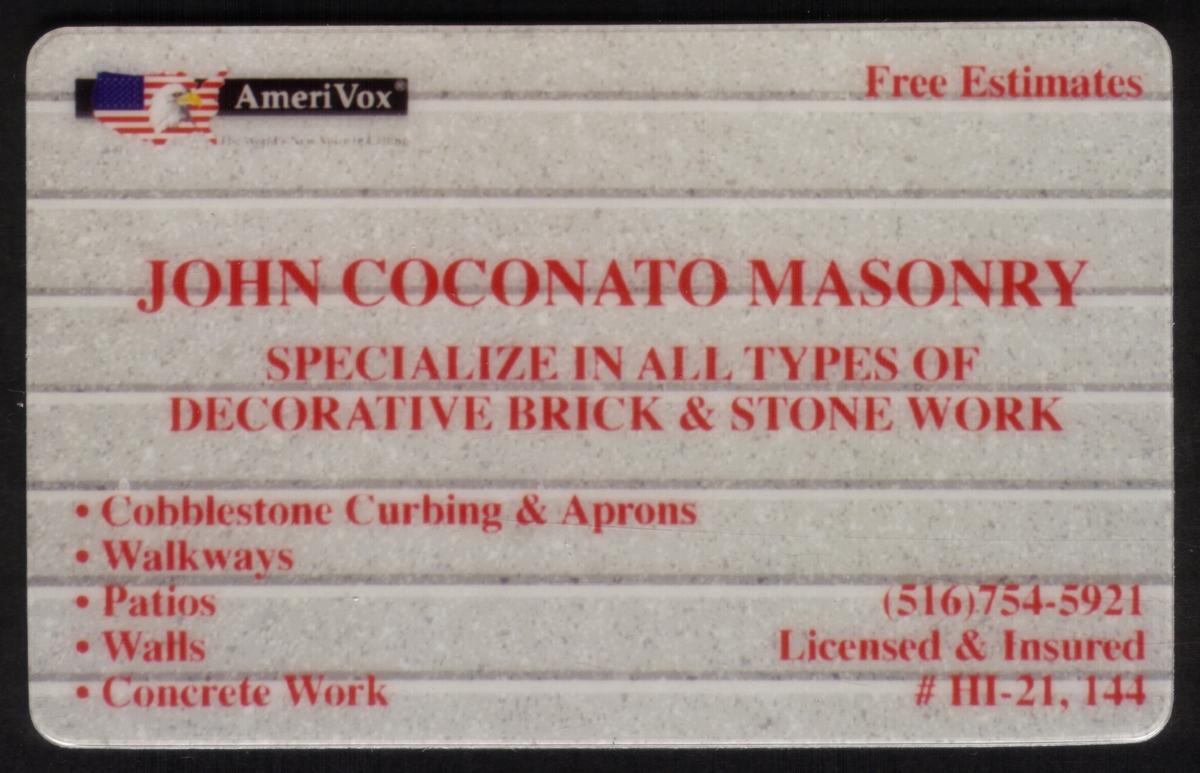 AmeriVox®
Free Estimates
JOHN COCONATO MASONRY
SPECIALIZE IN ALL TYPES OF
DECORATIVE BRICK & STONE WORK
• Cobblestone Curbing & Aprons
• Walkways
• Patios
• Walls
• Concrete Work
(516)754-5921
Licensed & Insured
# HI-21, 144